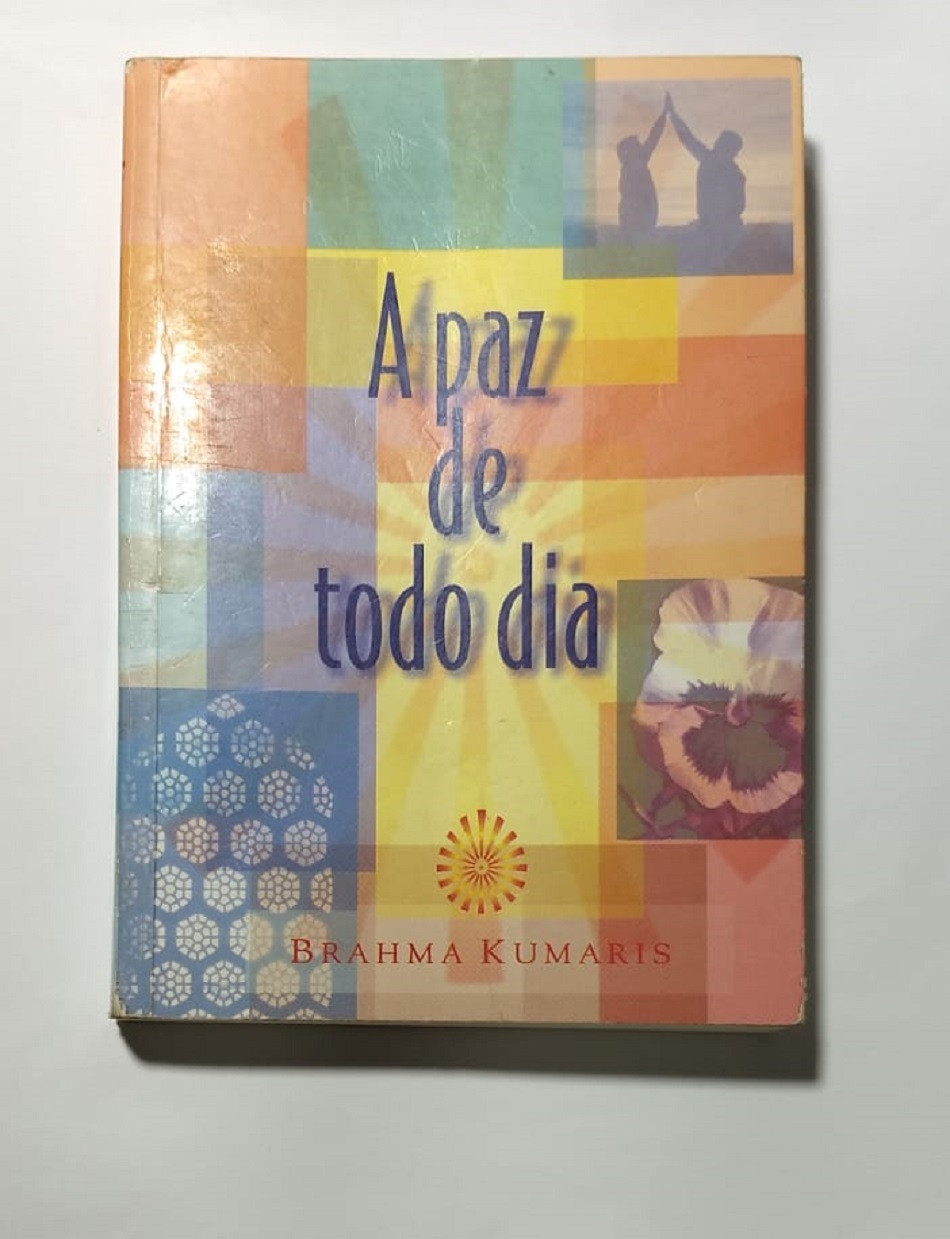 A paz
de
todo dia
BRAHMA KUMARIS